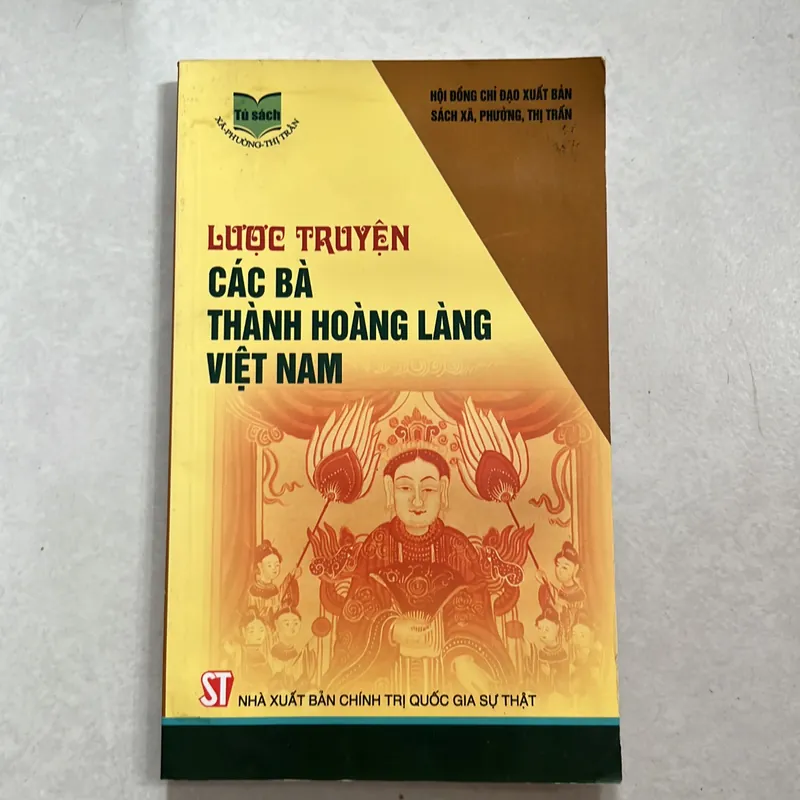 Tủ sách
XÃ-PHƯỜNG-THỊ TRẤN
HỘI ĐỒNG CHỈ ĐẠO XUẤT BẢN
SÁCH XÃ, PHƯỜNG, THỊ TRẤN
LƯỢC TRUYỆN
CÁC BÀ
THÀNH HOÀNG LÀNG
VIỆT NAM
ST
NHÀ XUẤT BẢN CHÍNH TRỊ QUỐC GIA SỰ THẬT